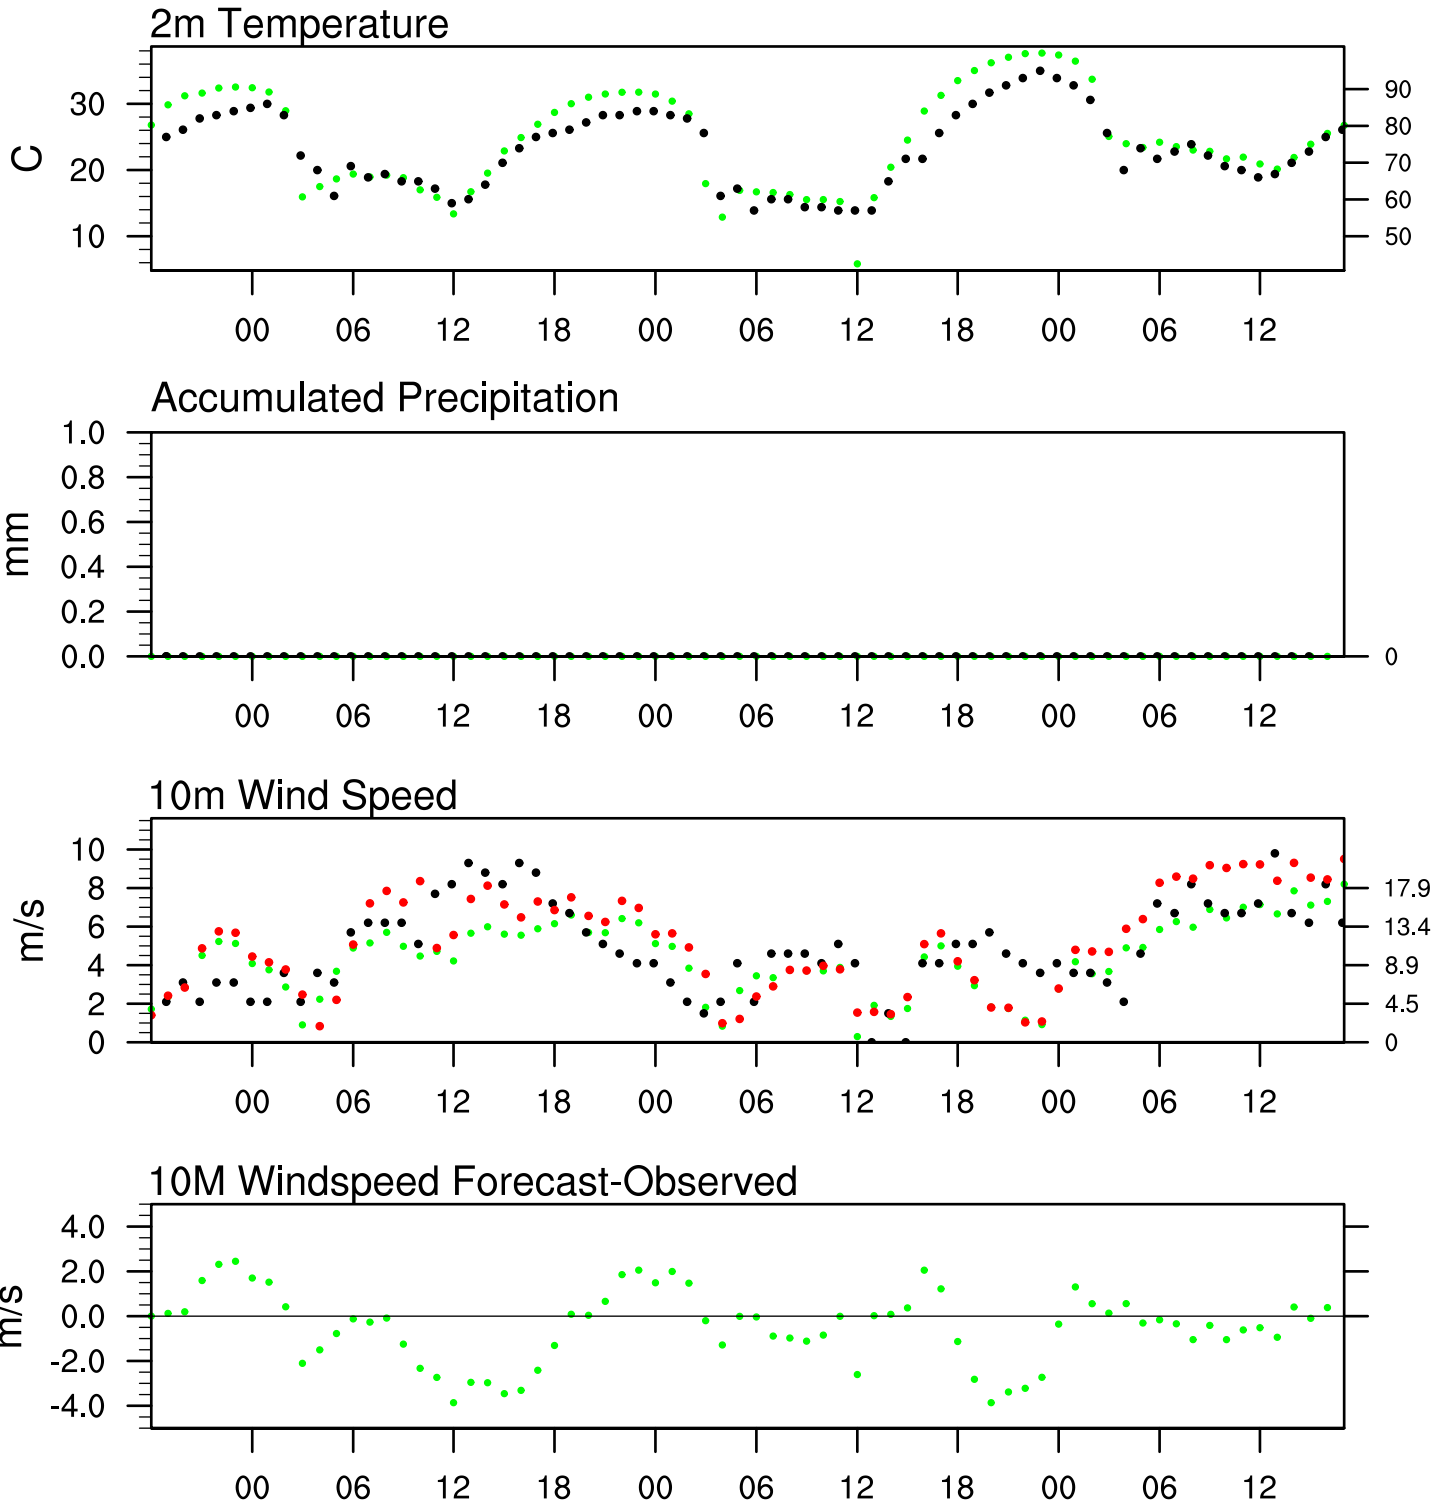 2m Temperature
C
30
20
10
90
80
70
60
50
00 06 12 18 00 06 12 18 00 06 12
Accumulated Precipitation
mm
1.0
0.8
0.6
0.4
0.2
0.0
0
00 06 12 18 00 06 12 18 00 06 12
10m Wind Speed
m/s
10
8
6
4
2
0
17.9
13.4
8.9
4.5
0
00 06 12 18 00 06 12 18 00 06 12
10M Windspeed Forecast-Observed
m/s
4.0
2.0
0.0
-2.0
-4.0
00 06 12 18 00 06 12 18 00 06 12